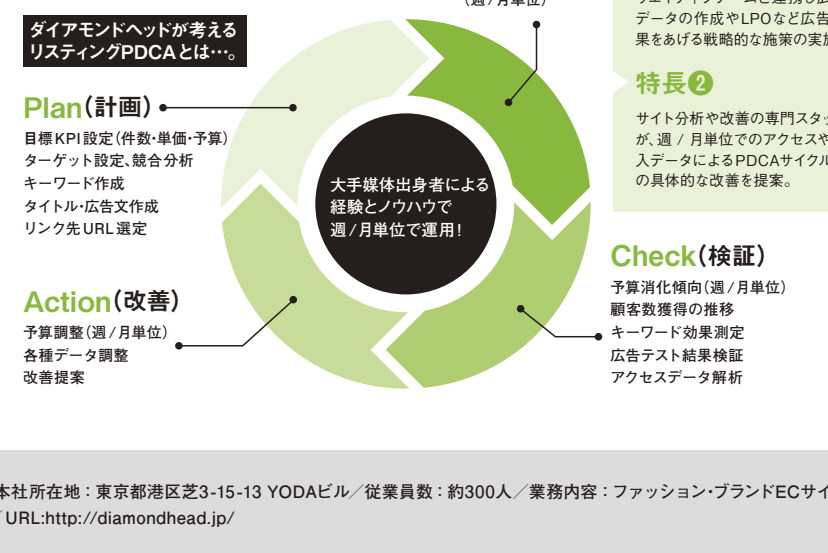 (週/月単位)
ダイアモンドヘッドが考える
リスティングPDCAとは…。
Plan(計画)
目標KPI設定(件数・単価・予算)
ターゲット設定、競合分析
キーワード作成
タイトル・広告文作成
リンク先URL選定
大手媒体出身者による
経験とノウハウで
週/月単位で運用!
データの作成やLPOなど広告
果をあげる戦略的な施策の実施
特長❷
サイト分析や改善の専門スタッ
が、週 / 月単位でのアクセスや
入データによるPDCAサイクル
の具体的な改善を提案。
Check(検証)
予算消化傾向(週/月単位)
顧客数獲得の推移
キーワード効果測定
広告テスト結果検証
アクセスデータ解析
Action(改善)
予算調整(週/月単位)
各種データ調整
改善提案
本社所在地:東京都港区芝3-15-13 YODAビル/従業員数:約300人/業務内容:ファッション・ブランドECサイ
/URL:http://diamondhead.jp/